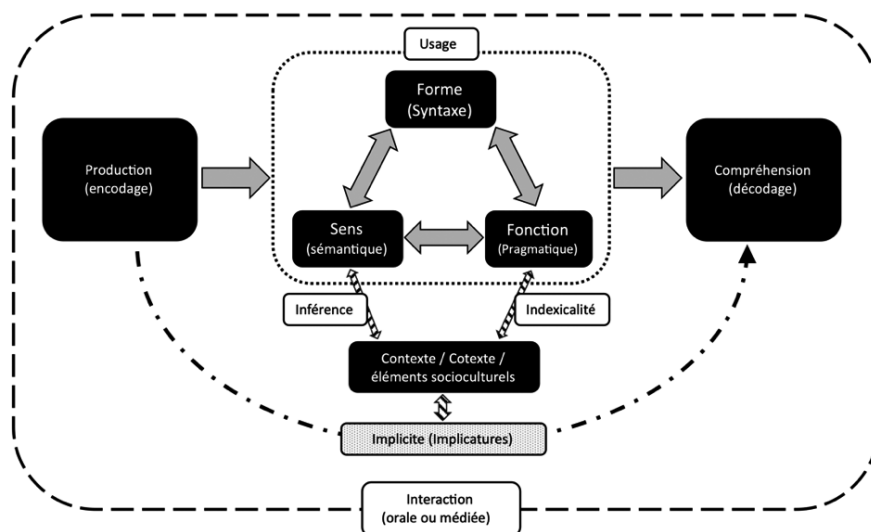 Usage
Forme
(Syntaxe)
Production
(encodage)
Compréhension
(décodage)
Sens
(sémantique)
Fonction
(Pragmatique)
Inférence
Indexicalité
Contexte / Cotexte /
éléments socioculturels
Implicite (Implicatures)
Interaction
(orale ou médiée)